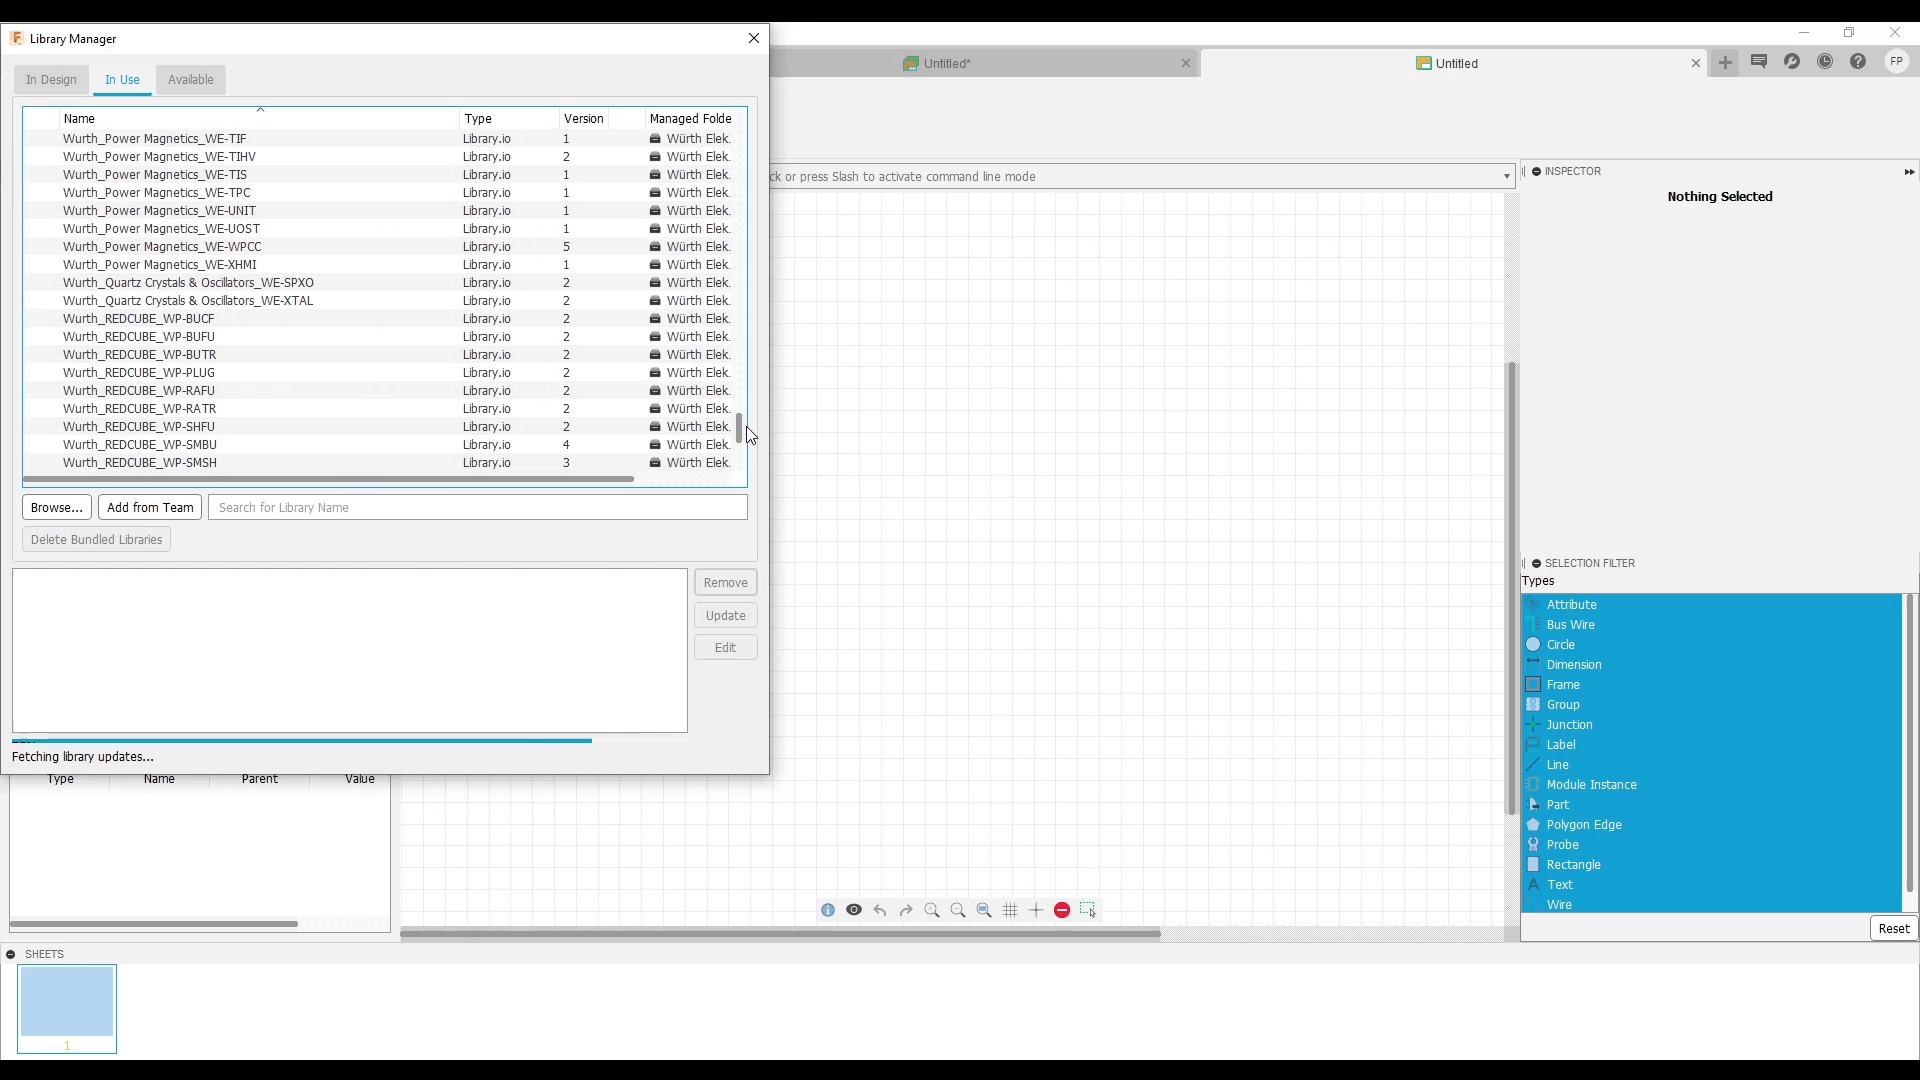 Library Manager
Untitled*
Untitled
FP
In Design
In Use
Available
Name Type Version Managed Folde
Wurth_Power Magnetics_WE-TIF Library.io 1 Würth Elek.
Wurth_Power Magnetics_WE-TIHV Library.io 2 Würth Elek.
Wurth_Power Magnetics_WE-TIS Library.io 1 Würth Elek.
Wurth_Power Magnetics_WE-TPC Library.io 1 Würth Elek.
Wurth_Power Magnetics_WE-UNIT Library.io 1 Würth Elek.
Wurth_Power Magnetics_WE-UOST Library.io 1 Würth Elek.
Wurth_Power Magnetics_WE-WPCC Library.io 5 Würth Elek.
Wurth_Power Magnetics_WE-XHMI Library.io 1 Würth Elek.
Wurth_Quartz Crystals & Oscillators_WE-SPXO Library.io 2 Würth Elek.
Wurth_Quartz Crystals & Oscillators_WE-XTAL Library.io 2 Würth Elek.
Wurth_REDCUBE_WP-BUCF Library.io 2 Würth Elek.
Wurth_REDCUBE_WP-BUFU Library.io 2 Würth Elek.
Wurth_REDCUBE_WP-BUTR Library.io 2 Würth Elek.
Wurth_REDCUBE_WP-PLUG Library.io 2 Würth Elek.
Wurth_REDCUBE_WP-RAFU Library.io 2 Würth Elek.
Wurth_REDCUBE_WP-RATR Library.io 2 Würth Elek.
Wurth_REDCUBE_WP-SHFU Library.io 2 Würth Elek.
Wurth_REDCUBE_WP-SMBU Library.io 4 Würth Elek.
Wurth_REDCUBE_WP-SMSH Library.io 3 Würth Elek.
Browse...
Add from Team
Search for Library Name
Delete Bundled Libraries
Remove
Update
Edit
Fetching library updates...
Type Name Parent Value
ck or press Slash to activate command line mode
INSPECTOR
Nothing Selected
SELECTION FILTER
Types
Attribute
Bus Wire
Circle
Dimension
Frame
Group
Junction
Label
Line
Module Instance
Part
Polygon Edge
Probe
Rectangle
Text
Wire
Reset
SHEETS
1